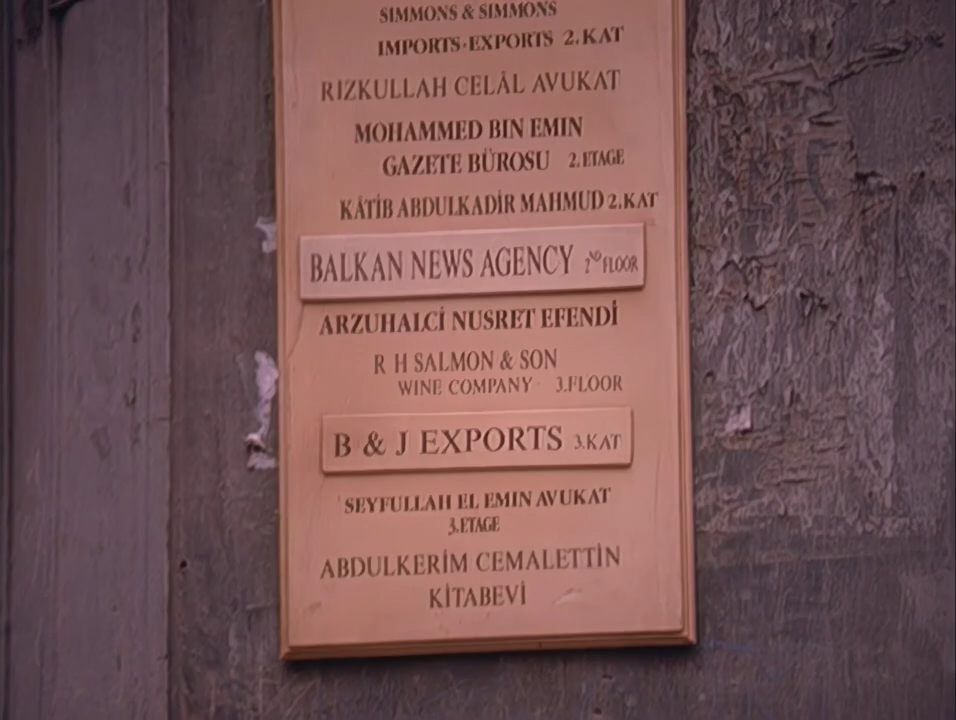 SIMMONS & SIMMONS
IMPORTS-EXPORTS 2.KAT
RIZKULLAH CELÂL AVUKAT
MOHAMMED BIN EMIN
GAZETE BÜROSU 2.ETAGE
KÂTİB ABDULKADİR MAHMUD 2.KAT
BALKAN NEWS AGENCY 2ND FLOOR
ARZUHALCİ NUSRET EFENDİ
R H SALMON & SON
WINE COMPANY 3.FLOOR
B & J EXPORTS 3.KAT
SEYFULLAH EL EMIN AVUKAT
3.ETAGE
ABDULKERİM CEMALETTİN
KİTABEVİ